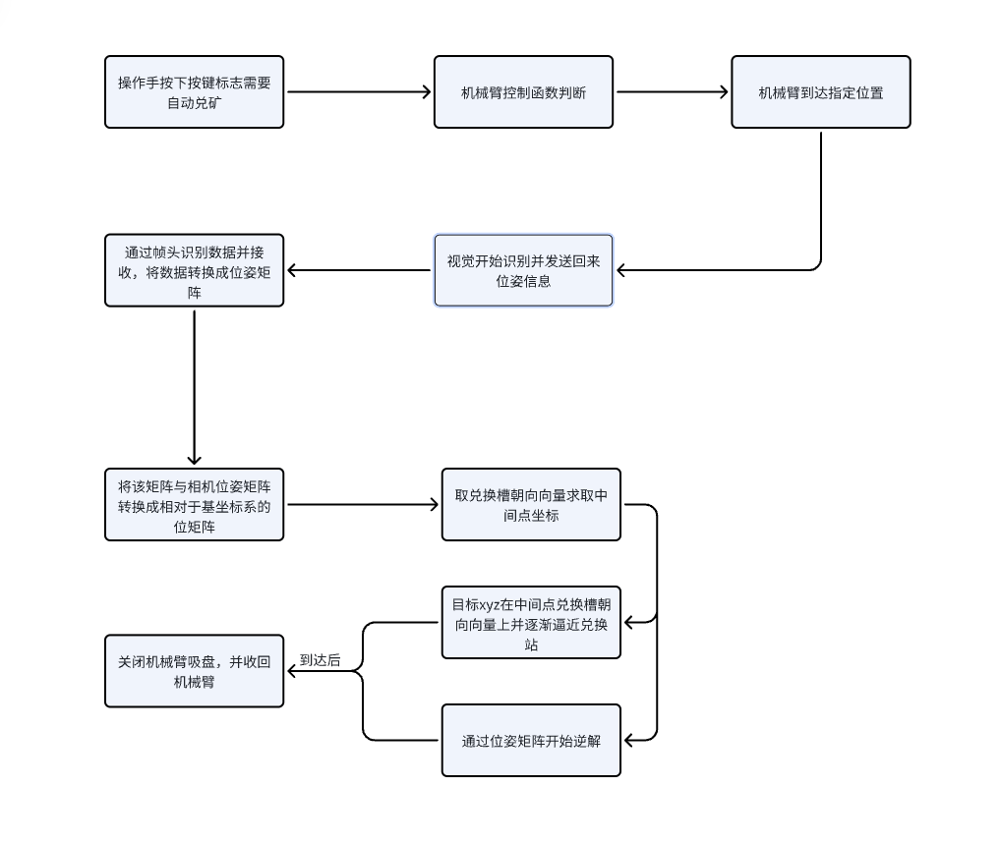 操作手按下按键标志需要
自动兑矿
机械臂控制函数判断
机械臂到达指定位置
视觉开始识别并发送回来
位姿信息
通过帧头识别数据并接
收，将数据转换成位姿矩
阵
将该矩阵与相机位姿矩阵
转换成相对于基坐标系的
位矩阵
取兑换槽朝向向量求取中
间点坐标
目标xyz在中间点兑换槽朝
向向量上并逐渐逼近兑换
站
通过位姿矩阵开始逆解
到达后
关闭机械臂吸盘，并收回
机械臂